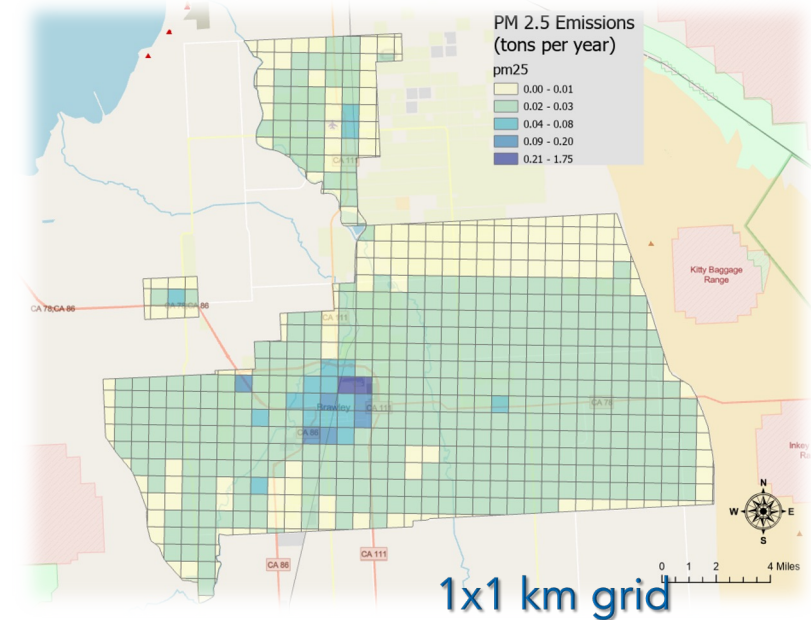 PM 2.5 Emissions
(tons per year)
pm25
0.00 - 0.01
0.02 - 0.03
0.04 - 0.08
0.09 - 0.20
0.21 - 1.75
CA 111
Kitty Baggage
Range
CA 78;CA 86
CA 78;CA 86
CA 111
Brawley
CA 111
CA 78
CA 86
Inkey
Ra
N
W
E
S
CA 111
CA 86
0 1 2 4 Miles
1x1 km grid